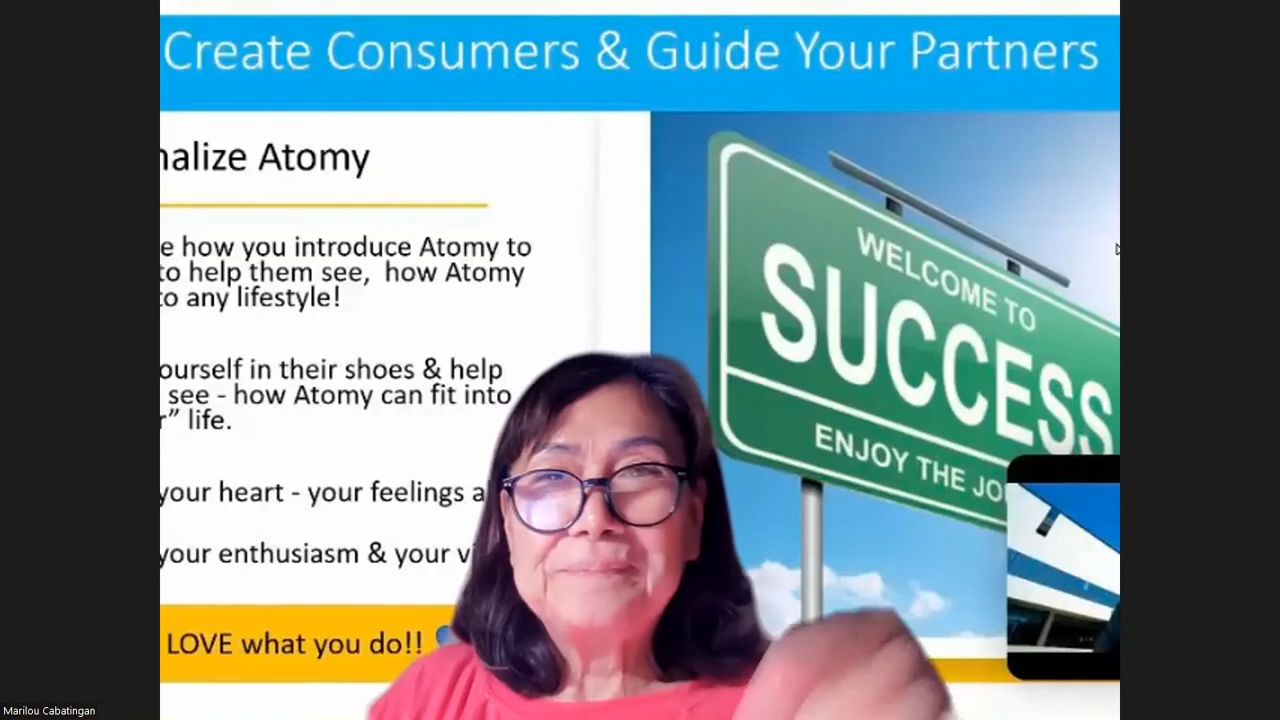 Create Consumers & Guide Your Partners
nalize Atomy
e how you introduce Atomy to
to help them see, how Atomy
to any lifestyle!
ourself in their shoes & help
see - how Atomy can fit into
r” life.
your heart - your feelings a
your enthusiasm & your v
LOVE what you do!!
WELCOME TO
SUCCESS
ENJOY THE JO
Marilou Cabatingan